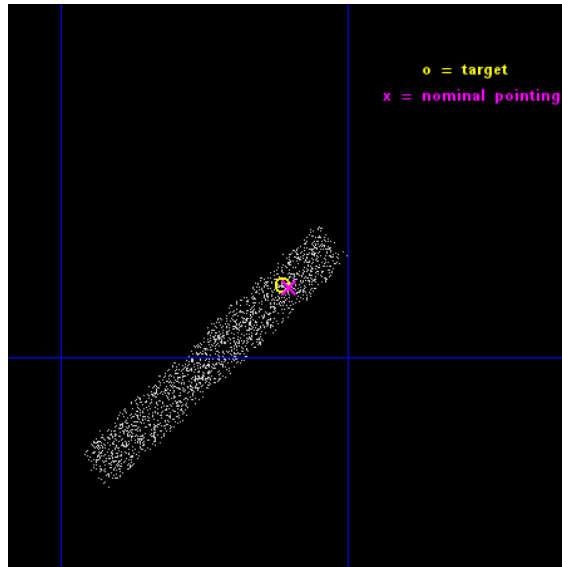 o = target
x = nominal pointing